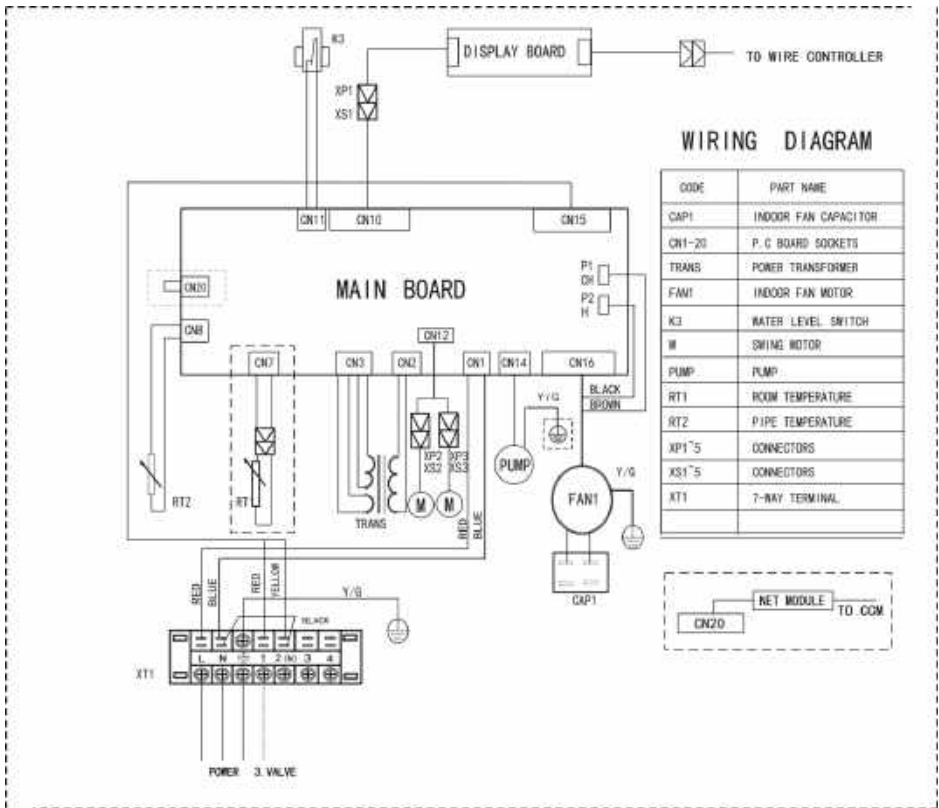 K3
DISPLAY BOARD
TO WIRE CONTROLLER
XP1
XS1
WIRING DIAGRAM
CODE PART NAME
CAP1 INDOOR FAN CAPACITOR
CN1-20 P.C BOARD SOCKETS
TRANS POWER TRANSFORMER
FAN1 INDOOR FAN MOTOR
K3 WATER LEVEL SWITCH
M SWING MOTOR
PUMP PUMP
RT1 ROOM TEMPERATURE
RT2 PIPE TEMPERATURE
XP1~5 CONNECTORS
XS1~5 CONNECTORS
XT1 7-WAY TERMINAL
CN11 CN10 CN15
MAIN BOARD
P1
OH
P2
H
CN20
CN8
CN12
CN7 CN3 CN2 CN1 CN14 CN16
BLACK
BROWN
Y/G
XP2 XP3
XS2 XS3
PUMP
Y/G
RT2
RT
M M
FAN1
TRANS
RED
BLUE
CAP1
RED
BLUE
RED
YELLOW
Y/G
BLACK
L N 1 2(N) 3 4
XT1
POWER 3.VALVE
NET MODULE
TO CCM
CN20